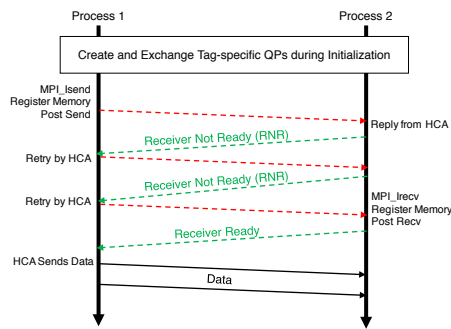 Process 1
Process 2
Create and Exchange Tag-specific QPs during Initialization
MPI_Isend
Register Memory
Post Send
Reply from HCA
Receiver Not Ready (RNR)
Retry by HCA
Receiver Not Ready (RNR)
Retry by HCA
MPI_Irecv
Register Memory
Post Recv
Receiver Ready
HCA Sends Data
Data